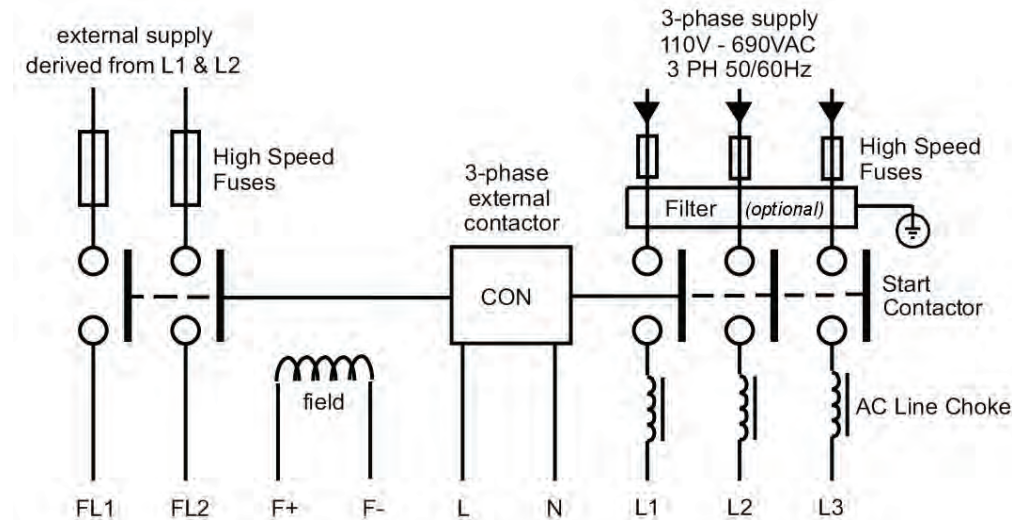 external supply
derived from L1 & L2
High Speed
Fuses
3-phase
external
contactor
CON
3-phase supply
110V - 690VAC
3 PH 50/60Hz
High Speed
Fuses
Filter (optional)
Start
Contactor
field
AC Line Choke
FL1 FL2 F+ F- L N L1 L2 L3